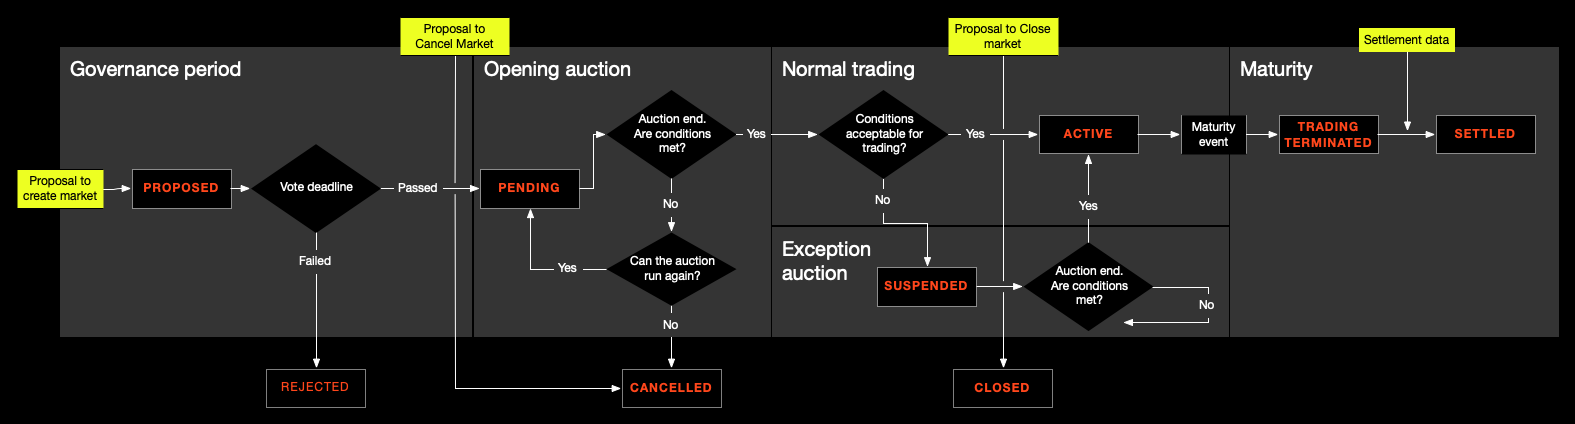 Proposal to
Cancel Market
Proposal to Close
market
Settlement data
Governance period
Opening auction
Normal trading
Maturity
Proposal to
create market
PROPOSED
Vote deadline
Passed
Failed
REJECTED
PENDING
Auction end.
Are conditions
met?
Yes
No
Can the auction
run again?
Yes
No
CANCELLED
Conditions
acceptable for
trading?
Yes
No
ACTIVE
Maturity
event
TRADING
TERMINATED
SETTLED
Exception
auction
SUSPENDED
Auction end.
Are conditions
met?
Yes
No
CLOSED